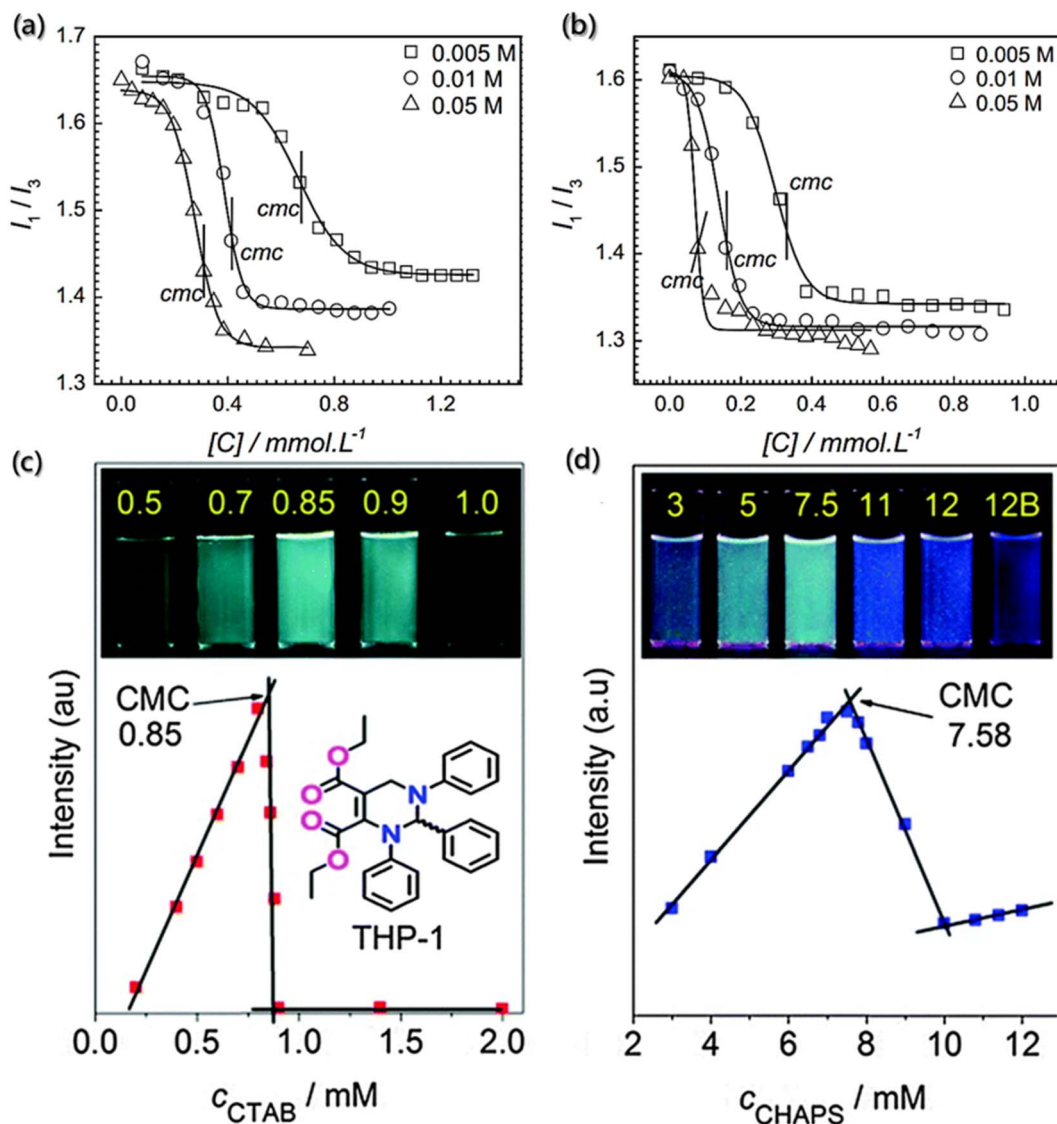 (a)
1.7
1.6
1.5
1.4
1.3
I1 / I3
0.005 M
0.01 M
0.05 M
cmc
cmc
cmc
0.0 0.4 0.8 1.2
[C] / mmol.L-1
(b)
1.6
1.5
1.4
1.3
I1 / I3
0.005 M
0.01 M
0.05 M
cmc
cmc
cmc
0.0 0.2 0.4 0.6 0.8 1.0
[C] / mmol.L-1
(c)
0.5 0.7 0.85 0.9 1.0
CMC
0.85
Intensity (au)
O
O
O
O
N
N
THP-1
0.0 0.5 1.0 1.5 2.0
cCTAB / mM
(d)
3 5 7.5 11 12 12B
CMC
7.58
Intensity (a.u)
2 4 6 8 10 12
cCHAPS / mM